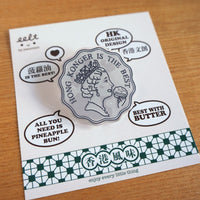 eelt
菠蘿油
IS THE BEST!
HK
ORIGINAL
DESIGN
香港文創
HONG KONGER IS THE BEST
ALL YOU
NEED IS
PINEAPPLE
BUN!
BEST WITH
BUTTER
香港風味
enjoy every little thing